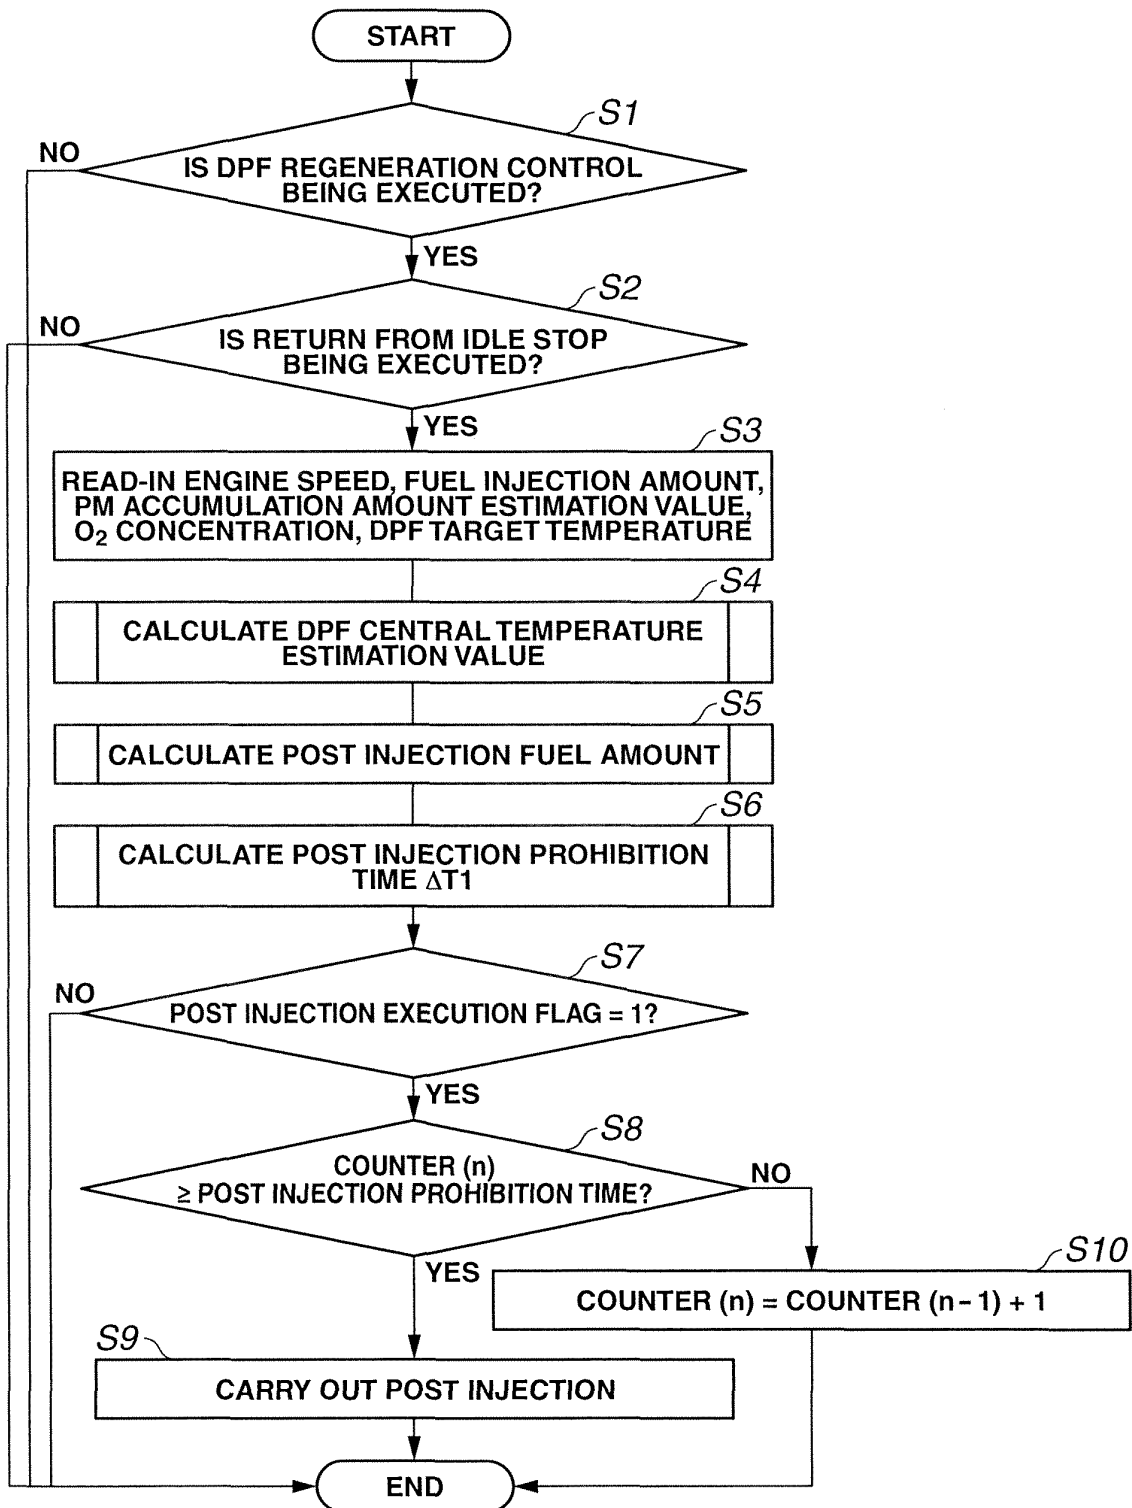 START
S1
NO
IS DPF REGENERATION CONTROL
BEING EXECUTED?
YES
S2
NO
IS RETURN FROM IDLE STOP
BEING EXECUTED?
YES
S3
READ-IN ENGINE SPEED, FUEL INJECTION AMOUNT,
PM ACCUMULATION AMOUNT ESTIMATION VALUE,
O₂ CONCENTRATION, DPF TARGET TEMPERATURE
S4
CALCULATE DPF CENTRAL TEMPERATURE
ESTIMATION VALUE
S5
CALCULATE POST INJECTION FUEL AMOUNT
S6
CALCULATE POST INJECTION PROHIBITION
TIME ΔT1
S7
NO
POST INJECTION EXECUTION FLAG = 1?
YES
S8
COUNTER (n)
≥ POST INJECTION PROHIBITION TIME?
NO
YES
S10
COUNTER (n) = COUNTER (n – 1) + 1
S9
CARRY OUT POST INJECTION
END